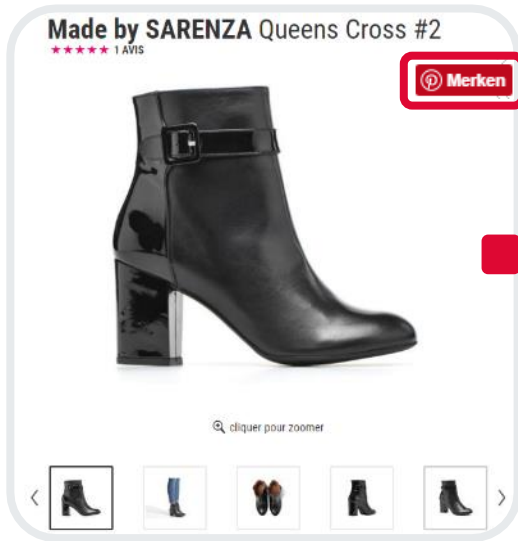 Made by SARENZA Queens Cross #2
★★★★★ 1 AVIS
Merken
cliquer pour zoomer